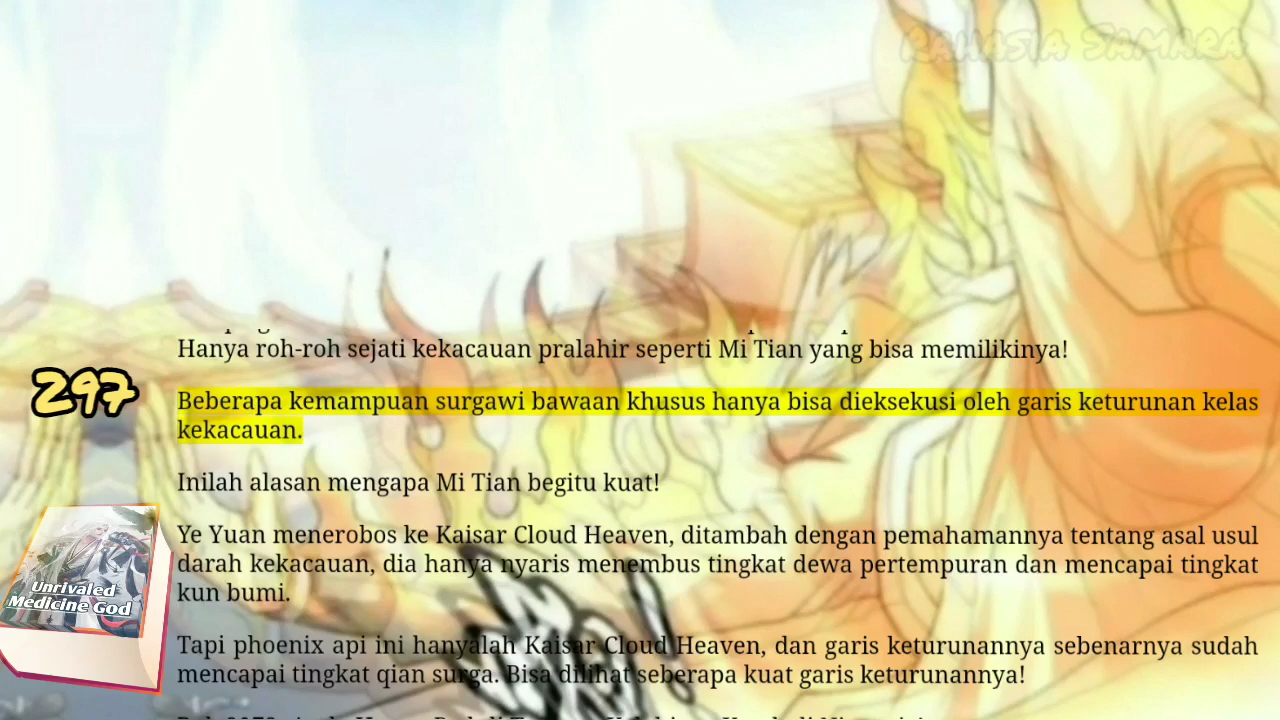 RAHASIA SAMARA
Hanya roh-roh sejati kekacauan pralahir seperti Mi Tian yang bisa memilikinya!
297
Beberapa kemampuan surgawi bawaan khusus hanya bisa dieksekusi oleh garis keturunan kelas
kekacauan.
Inilah alasan mengapa Mi Tian begitu kuat!
Ye Yuan menerobos ke Kaisar Cloud Heaven, ditambah dengan pemahamannya tentang asal usul
darah kekacauan, dia hanya nyaris menembus tingkat dewa pertempuran dan mencapai tingkat
kun bumi.
Unrivaled
Medicine God
Tapi phoenix api ini hanyalah Kaisar Cloud Heaven, dan garis keturunannya sebenarnya sudah
mencapai tingkat qian surga. Bisa dilihat seberapa kuat garis keturunannya!